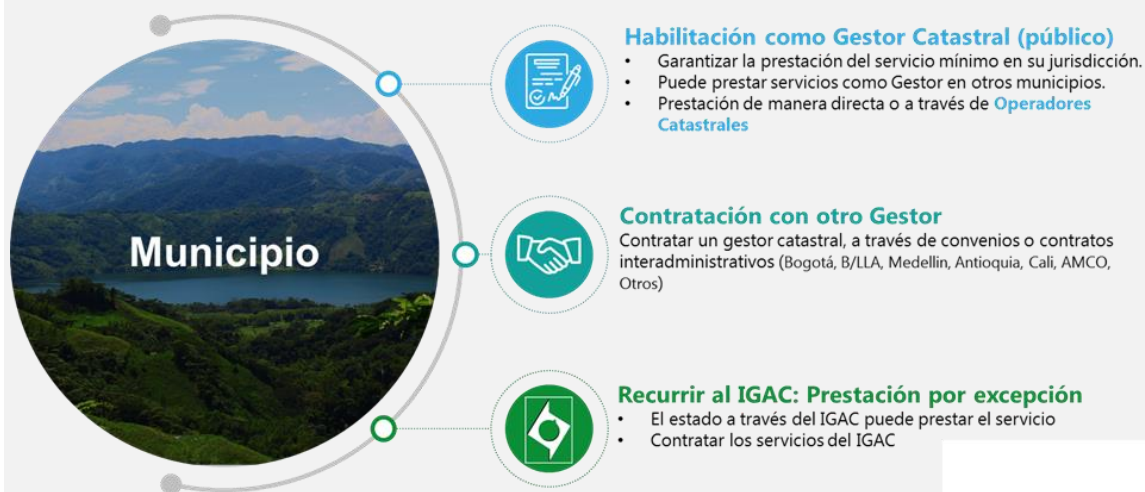 Municipio
Habilitación como Gestor Catastral (público)
• Garantizar la prestación del servicio mínimo en su jurisdicción.
• Puede prestar servicios como Gestor en otros municipios.
• Prestación de manera directa o a través de Operadores
Catastrales
Contratación con otro Gestor
Contratar un gestor catastral, a través de convenios o contratos
interadministrativos (Bogotá, B/LLA, Medellin, Antioquia, Cali, AMCO,
Otros)
Recurrir al IGAC: Prestación por excepción
• El estado a través del IGAC puede prestar el servicio
• Contratar los servicios del IGAC